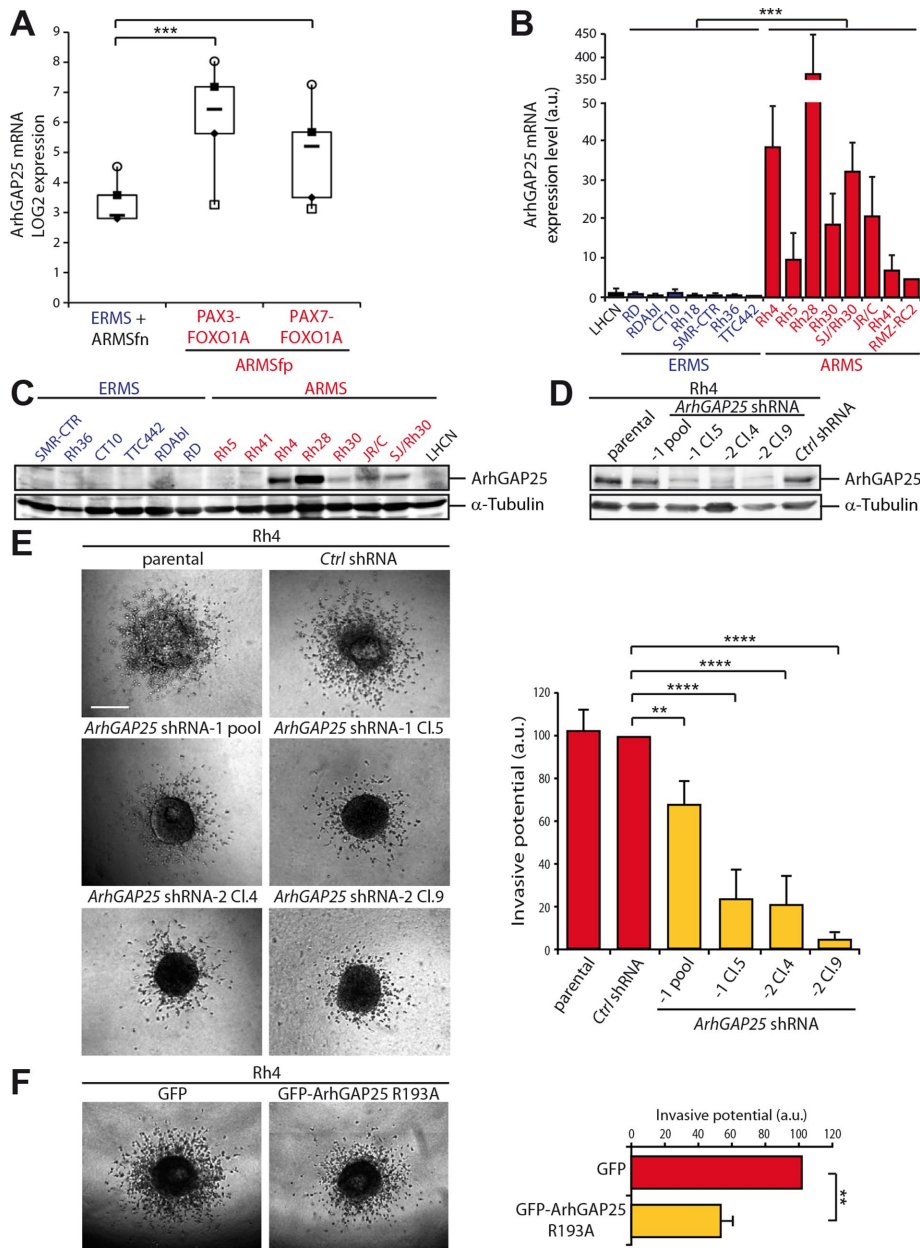 A
ArhGAP25 mRNA
LOG2 expression
9
8
7
6
5
4
3
2
1
0
***
ERMS +
ARMSfn
PAX3-
FOXO1A
PAX7-
FOXO1A
ARMSfp
B
ArhGAP25 mRNA
expression level (a.u.)
450
400
350
50
40
30
20
10
0
***
LHCN
RD
RDAbl
CT10
Rh18
SMR-CTR
Rh36
TTC442
Rh4
Rh5
Rh28
Rh30
SJ/Rh30
JR/C
Rh41
RMZ-RC2
ERMS
ARMS
C
ERMS
ARMS
SMR-CTR
Rh36
CT10
TTC442
RDAbl
RD
Rh5
Rh41
Rh4
Rh28
Rh30
JR/C
SJ/Rh30
LHCN
ArhGAP25
α-Tubulin
D
Rh4
ArhGAP25 shRNA
parental
-1 pool
-1 Cl.5
-2 Cl.4
-2 Cl.9
Ctrl shRNA
ArhGAP25
α-Tubulin
E
Rh4
parental
Ctrl shRNA
ArhGAP25 shRNA-1 pool
ArhGAP25 shRNA-1 Cl.5
ArhGAP25 shRNA-2 Cl.4
ArhGAP25 shRNA-2 Cl.9
Invasive potential (a.u.)
120
100
80
60
40
20
0
****
****
****
**
parental
Ctrl shRNA
-1 pool
-1 Cl.5
-2 Cl.4
-2 Cl.9
ArhGAP25 shRNA
F
Rh4
GFP
GFP-ArhGAP25 R193A
Invasive potential (a.u.)
0 20 40 60 80 100 120
GFP
GFP-ArhGAP25
R193A
**